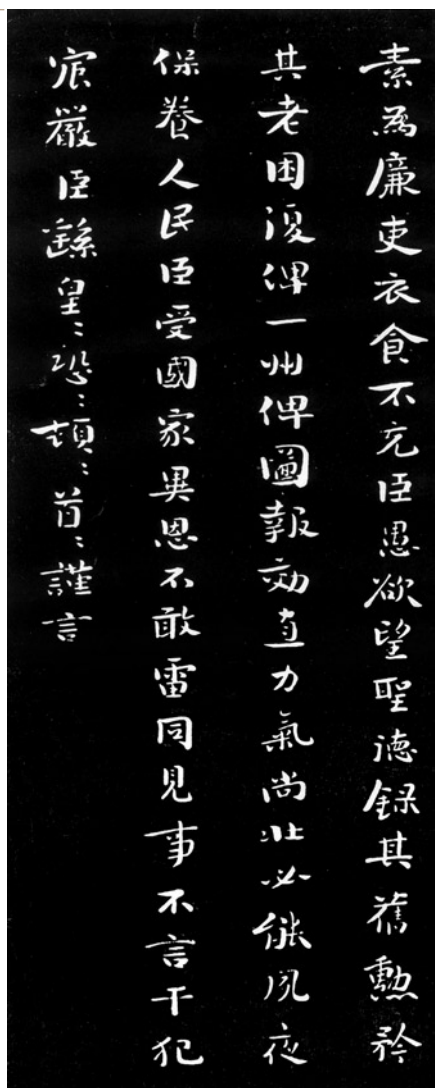 素為廉吏衣食不充臣愚欲望聖德錄其舊勳矜
其老困復俾一州俾圖報效直力氣尚壯必能夙夜
保養人民臣受國家異恩不敢雷同見事不言干犯
宸嚴臣繇皇〻恐〻頓〻首〻謹言